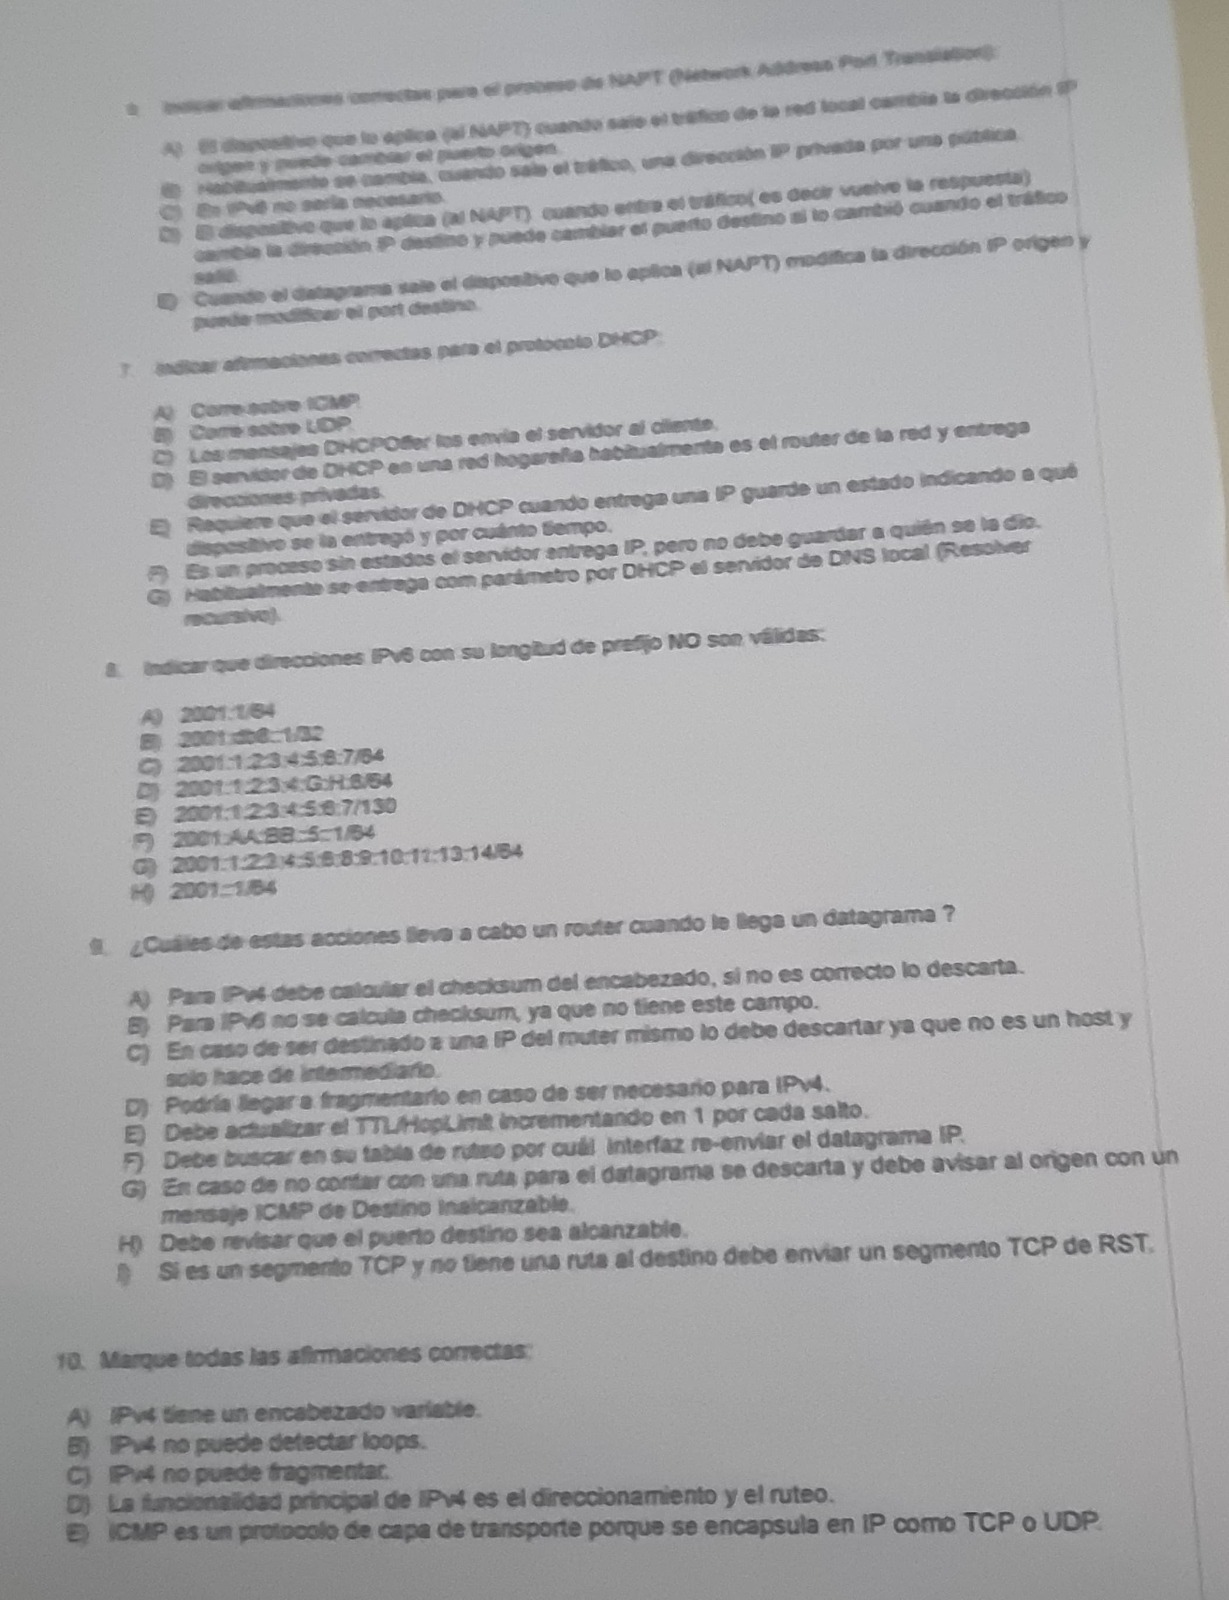 6. Indicar afirmaciones correctas para el proceso de NAPT (Network Address Port Translation):
A) El dispositivo que lo aplica (al NAPT) cuando sale el tráfico de la red local cambia la dirección IP
origen y puede cambiar el puerto origen.
B) Habitualmente se cambia, cuando sale el tráfico, una dirección IP privada por una pública.
C) En IPv6 no sería necesario.
D) El dispositivo que lo aplica (al NAPT) cuando entra el tráfico( es decir vuelve la respuesta)
cambia la dirección IP destino y puede cambiar el puerto destino si lo cambió cuando el tráfico
salió.
E) Cuando el datagrama sale el dispositivo que lo aplica (al NAPT) modifica la dirección IP origen y
puede modificar el port destino.
7. Indicar afirmaciones correctas para el protocolo DHCP:
A) Corre sobre ICMP.
B) Corre sobre UDP.
C) Los mensajes DHCPOffer los envía el servidor al cliente.
D) El servidor de DHCP en una red hogareña habitualmente es el router de la red y entrega
direcciones privadas.
E) Requiere que el servidor de DHCP cuando entrega una IP guarde un estado indicando a qué
dispositivo se la entregó y por cuánto tiempo.
F) Es un proceso sin estados el servidor entrega IP, pero no debe guardar a quién se la dio.
G) Habitualmente se entrega com parámetro por DHCP el servidor de DNS local (Resolver
recursivo).
8. Indicar que direcciones IPv6 con su longitud de prefijo NO son válidas:
A) 2001:1/64
B) 2001:db8::1/32
C) 2001:1:2:3:4:5:6:7/64
D) 2001:1:2:3:4:G:H:8/64
E) 2001:1:2:3:4:5:6:7/130
F) 2001:AA:BB::5::1/64
G) 2001:1:2:3:4:5:6:8:9:10:11:13:14/64
H) 2001::1/64
9. ¿Cuáles de estas acciones lleva a cabo un router cuando le llega un datagrama ?
A) Para IPv4 debe calcular el checksum del encabezado, si no es correcto lo descarta.
B) Para IPv6 no se calcula checksum, ya que no tiene este campo.
C) En caso de ser destinado a una IP del router mismo lo debe descartar ya que no es un host y
solo hace de intermediario.
D) Podría llegar a fragmentarlo en caso de ser necesario para IPv4.
E) Debe actualizar el TTL/HopLimit incrementando en 1 por cada salto.
F) Debe buscar en su tabla de ruteo por cuál interfaz re-enviar el datagrama IP.
G) En caso de no contar con una ruta para el datagrama se descarta y debe avisar al origen con un
mensaje ICMP de Destino Inalcanzable.
H) Debe revisar que el puerto destino sea alcanzable.
I) Si es un segmento TCP y no tiene una ruta al destino debe enviar un segmento TCP de RST.
10. Marque todas las afirmaciones correctas:
A) IPv4 tiene un encabezado variable.
B) IPv4 no puede detectar loops.
C) IPv4 no puede fragmentar.
D) La funcionalidad principal de IPv4 es el direccionamiento y el ruteo.
E) ICMP es un protocolo de capa de transporte porque se encapsula en IP como TCP o UDP.